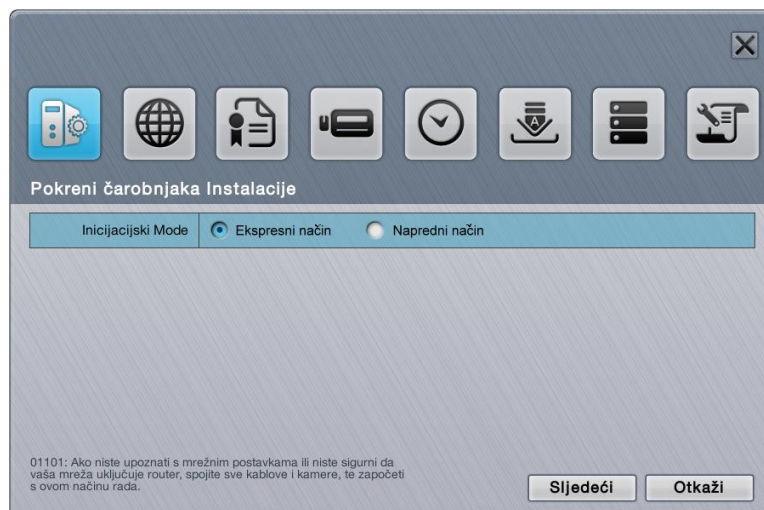 Pokreni čarobnjaka Instalacije
Inicijacijski Mode
Ekspresni način
Napredni način
01101: Ako niste upoznati s mrežnim postavkama ili niste sigurni da
vaša mreža uključuje router, spojite sve kablove i kamere, te započeti
s ovom načinu rada.
Sljedeći
Otkaži